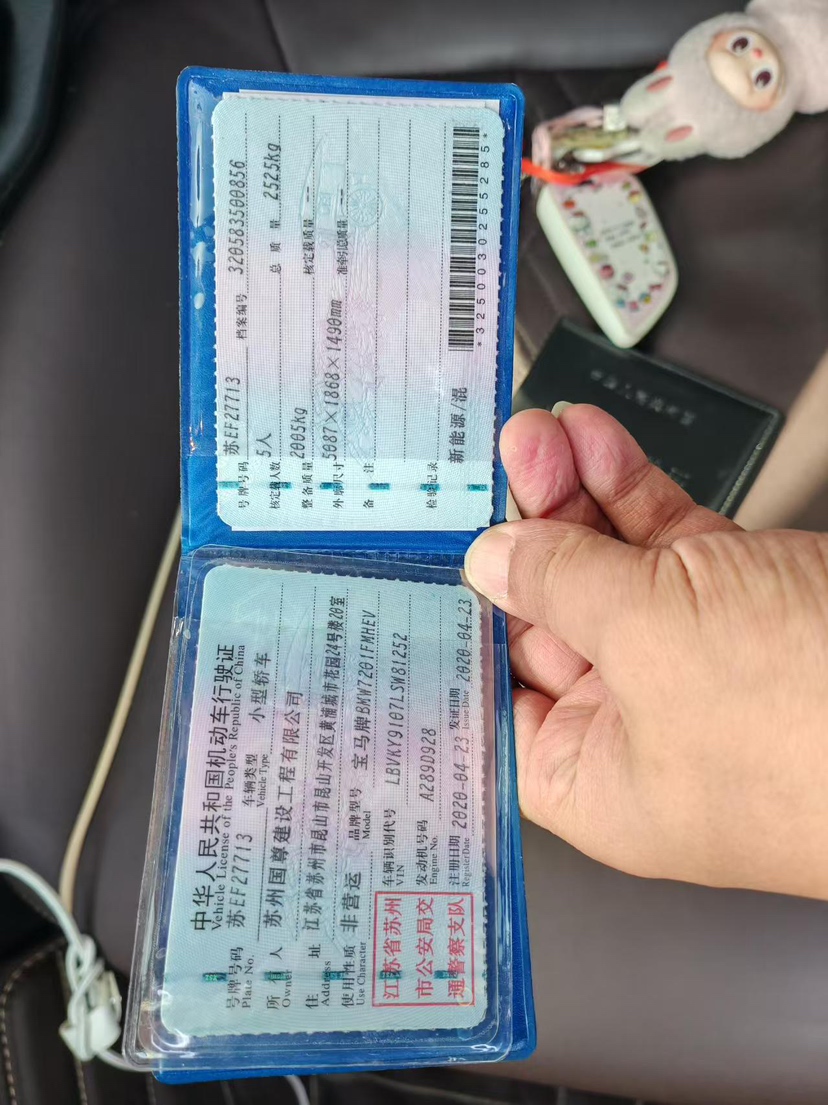 中华人民共和国机动车行驶证
Vehicle License of the People's Republic of China
号牌号码 Plate No. 苏EF27713 车辆类型 Vehicle Type 小型轿车
所有人 Owner 苏州国尊建设工程有限公司
住址 Address 江苏省苏州市昆山市昆山开发区黄浦城市花园24号楼20室
使用性质 Use Character 非营运 品牌型号 Model 宝马牌BMW7201FMHEV
江苏省苏州市公安局交通警察支队
车辆识别代号 VIN LBVKY9107LSW81252
发动机号码 Engine No. A289D928
注册日期 Register Date 2020-04-23 发证日期 Issue Date 2020-04-23
号牌号码 苏EF27713 档案编号 320583500856
核定载人数 5人 总质量 2525kg
整备质量 2005kg 核定载质量 --
外廓尺寸 5087×1868×1490mm 准牵引总质量 --
备注
检验记录
新能源/混
*3250030255285*